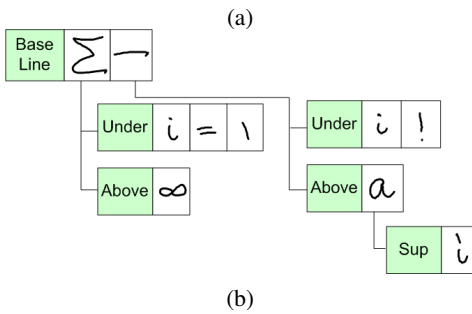 (a)
Base Line Σ —
Under i = 1
Under i !
Above ∞
Above a
Sup i
(b)